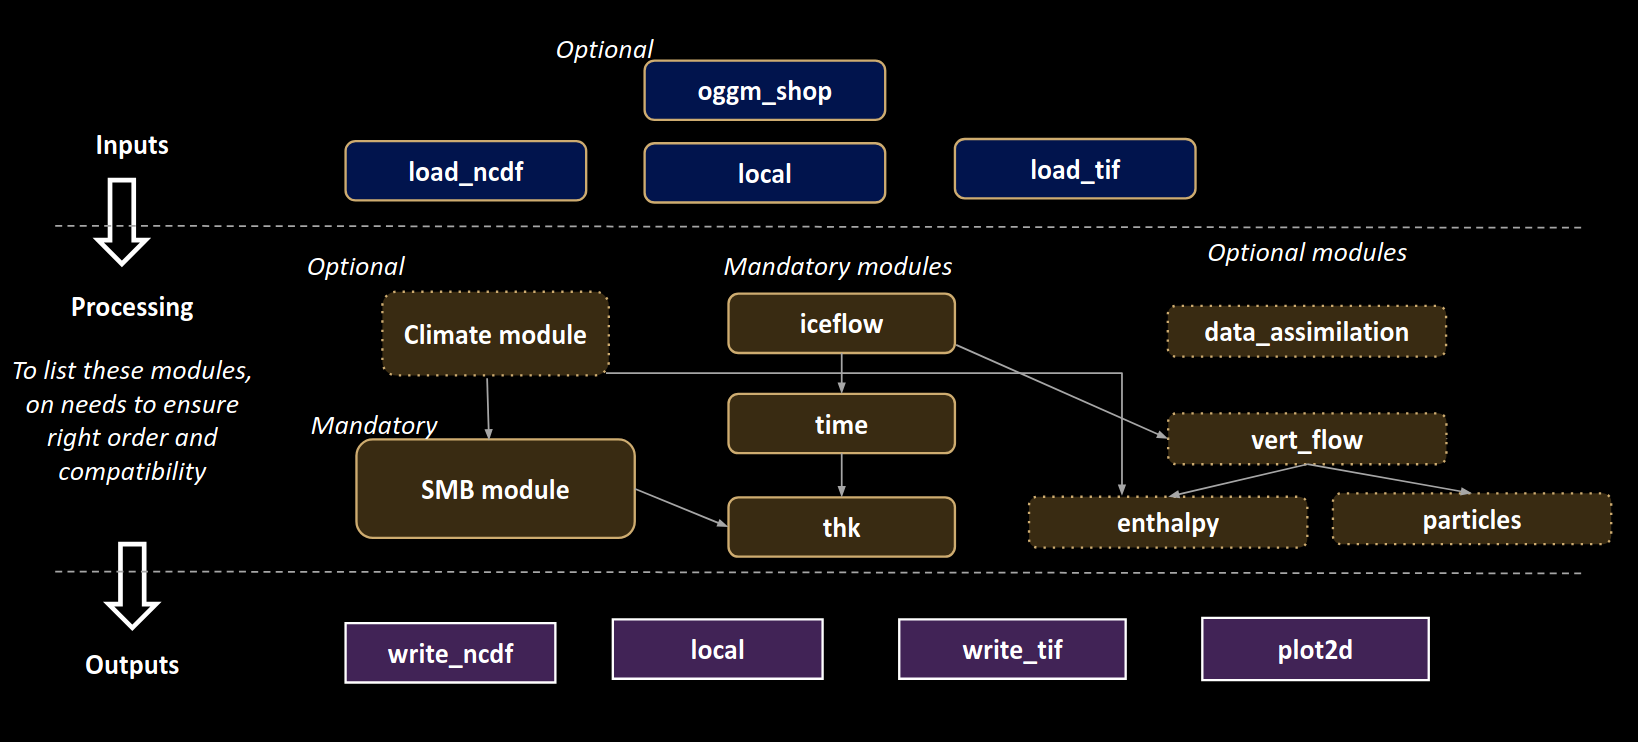 Optional
oggm_shop
Inputs
load_ncdf
local
load_tif
Optional
Mandatory modules
Optional modules
Processing
Climate module
iceflow
data_assimilation
To list these modules,
on needs to ensure
right order and
compatibility
Mandatory
time
vert_flow
SMB module
thk
enthalpy
particles
Outputs
write_ncdf
local
write_tif
plot2d